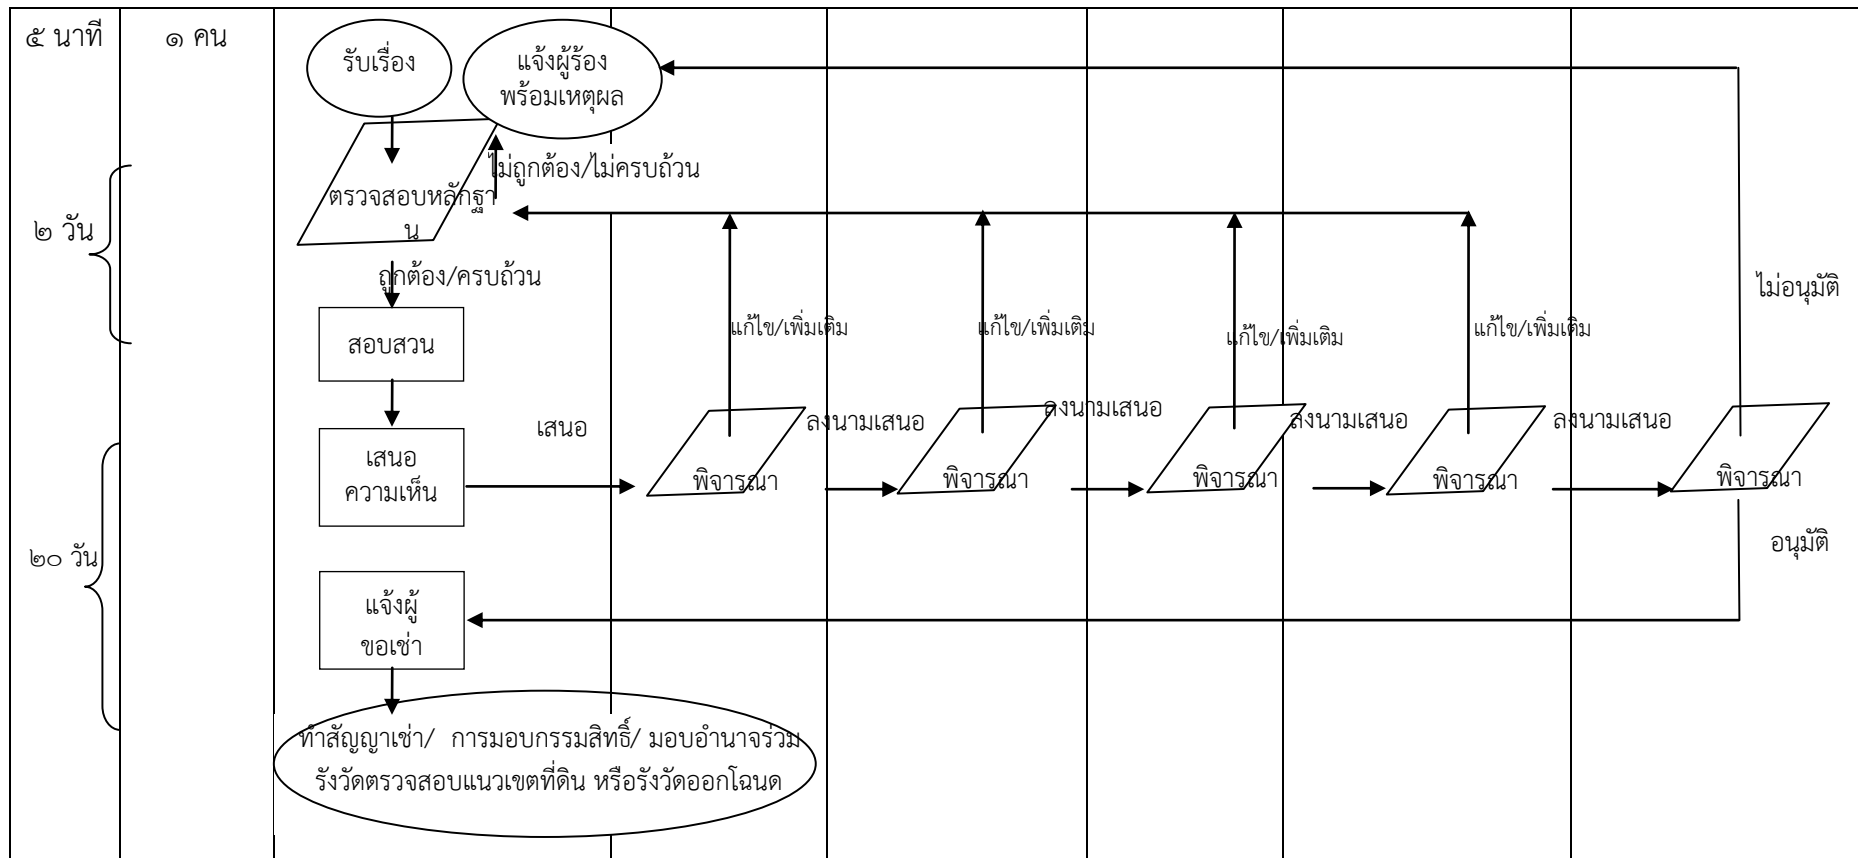 ๕ นาที
๑ คน
รับเรื่อง
แจ้งผู้ร้อง
พร้อมเหตุผล
ไม่ถูกต้อง/ไม่ครบถ้วน
ตรวจสอบหลักฐา
น
๒ วัน
ถูกต้อง/ครบถ้วน
ไม่อนุมัติ
แก้ไข/เพิ่มเติม
แก้ไข/เพิ่มเติม
แก้ไข/เพิ่มเติม
แก้ไข/เพิ่มเติม
สอบสวน
เสนอ
ลงนามเสนอ
ลงนามเสนอ
ลงนามเสนอ
ลงนามเสนอ
เสนอ
ความเห็น
พิจารณา
พิจารณา
พิจารณา
พิจารณา
พิจารณา
๒๐ วัน
อนุมัติ
แจ้งผู้
ขอเช่า
ทำสัญญาเช่า/ การมอบกรรมสิทธิ์/ มอบอำนาจร่วม
รังวัดตรวจสอบแนวเขตที่ดิน หรือรังวัดออกโฉนด